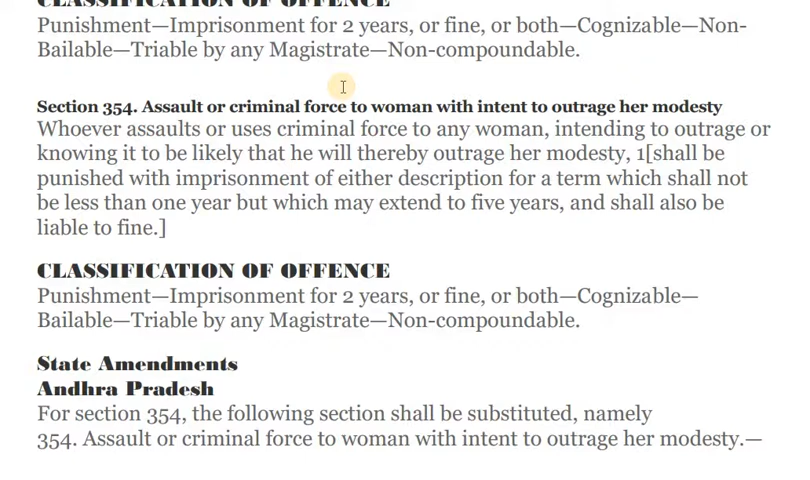 CLASSIFICATION OF OFFENCE
Punishment—Imprisonment for 2 years, or fine, or both—Cognizable—Non-
Bailable—Triable by any Magistrate—Non-compoundable.
Section 354. Assault or criminal force to woman with intent to outrage her modesty
Whoever assaults or uses criminal force to any woman, intending to outrage or
knowing it to be likely that he will thereby outrage her modesty, 1[shall be
punished with imprisonment of either description for a term which shall not
be less than one year but which may extend to five years, and shall also be
liable to fine.]
CLASSIFICATION OF OFFENCE
Punishment—Imprisonment for 2 years, or fine, or both—Cognizable—
Bailable—Triable by any Magistrate—Non-compoundable.
State Amendments
Andhra Pradesh
For section 354, the following section shall be substituted, namely
354. Assault or criminal force to woman with intent to outrage her modesty.—